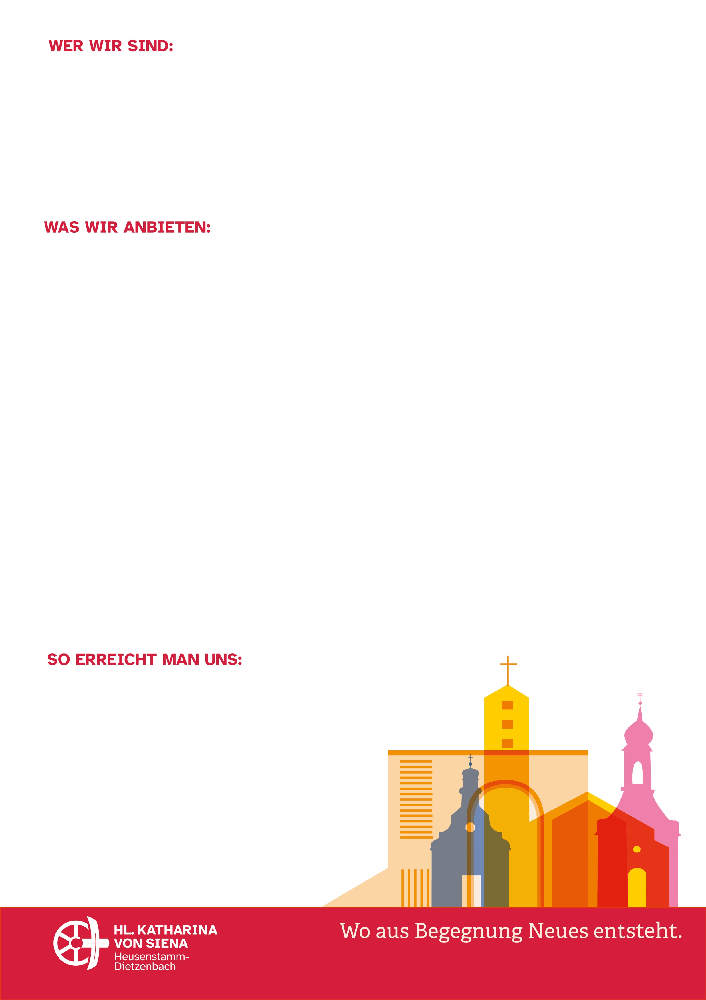 WER WIR SIND:
WAS WIR ANBIETEN:
SO ERREICHT MAN UNS:
HL. KATHARINA
VON SIENA
Heusenstamm-
Dietzenbach
Wo aus Begegnung Neues entsteht.